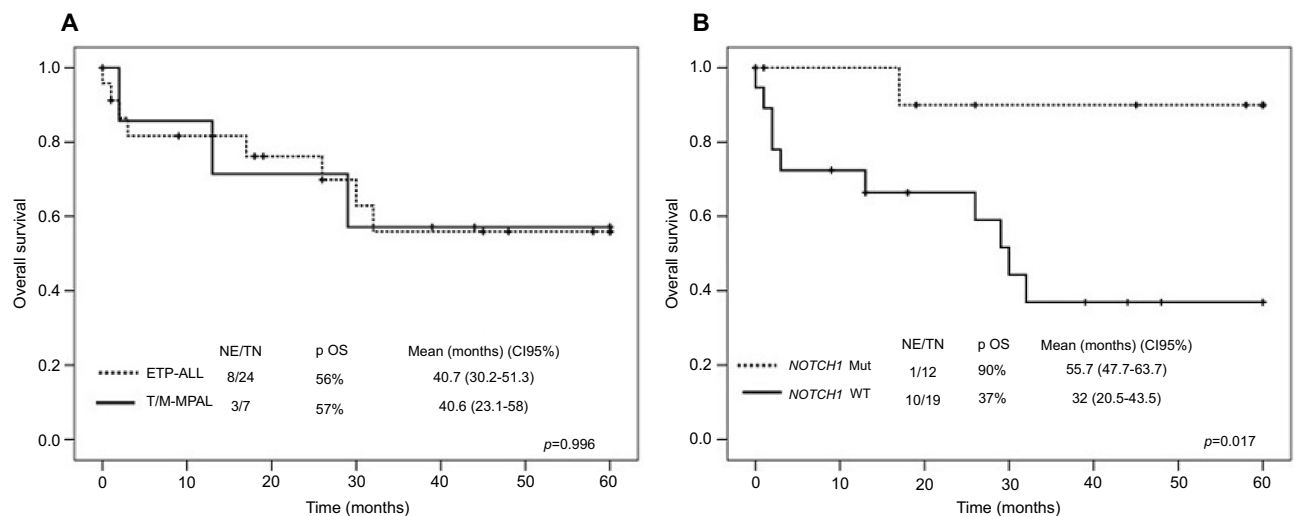 A
Overall survival
1.0
0.8
0.6
0.4
0.2
0.0
NE/TN p OS Mean (months) (CI95%)
ETP-ALL 8/24 56% 40.7 (30.2-51.3)
T/M-MPAL 3/7 57% 40.6 (23.1-58)
p=0.996
0 10 20 30 40 50 60
Time (months)
B
Overall survival
1.0
0.8
0.6
0.4
0.2
0.0
NE/TN p OS Mean (months) (CI95%)
NOTCH1 Mut 1/12 90% 55.7 (47.7-63.7)
NOTCH1 WT 10/19 37% 32 (20.5-43.5)
p=0.017
0 10 20 30 40 50 60
Time (months)